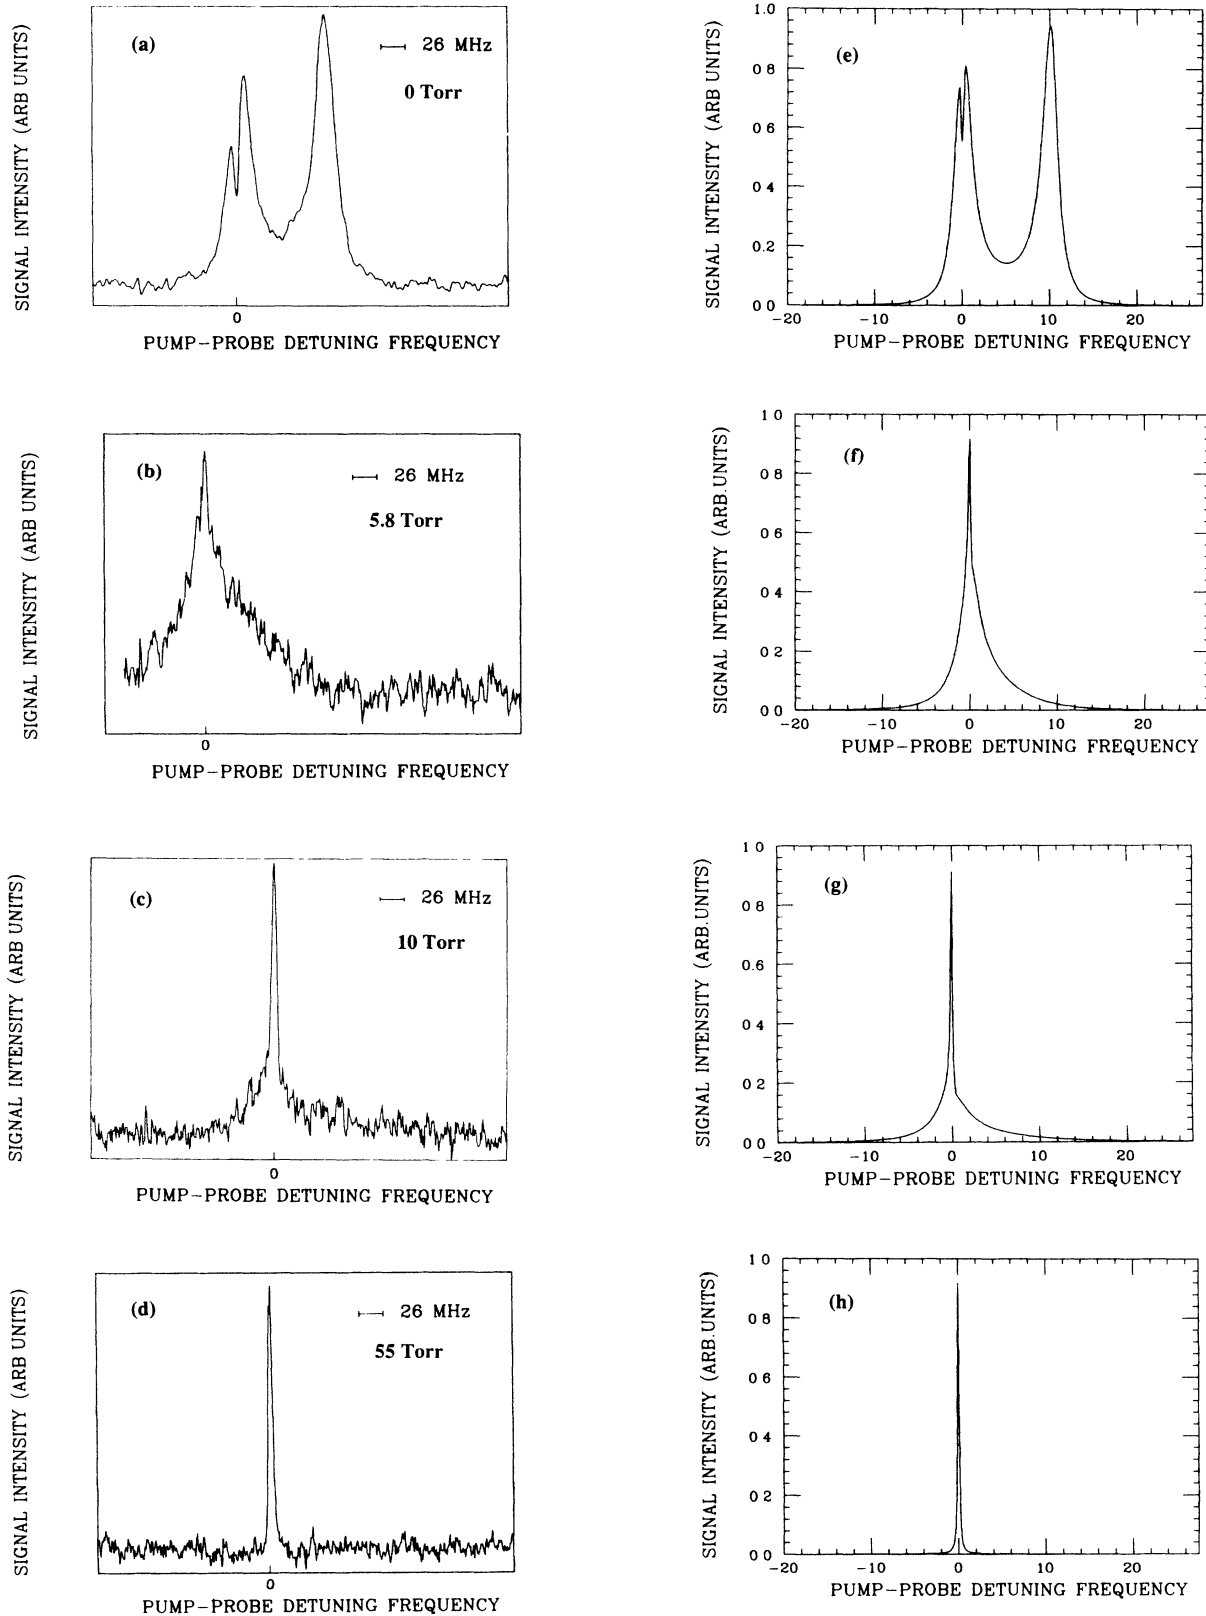 (a)
26 MHz
0 Torr
SIGNAL INTENSITY (ARB UNITS)
0
PUMP-PROBE DETUNING FREQUENCY
(e)
SIGNAL INTENSITY (ARB UNITS)
1.0
0 8
0 6
0 4
0.2
0 0
-20 -10 0 10 20
PUMP-PROBE DETUNING FREQUENCY
(b)
26 MHz
5.8 Torr
SIGNAL INTENSITY (ARB UNITS)
0
PUMP-PROBE DETUNING FREQUENCY
(f)
SIGNAL INTENSITY (ARB.UNITS)
1 0
0 8
0 6
0 4
0 2
0 0
-20 -10 0 10 20
PUMP-PROBE DETUNING FREQUENCY
(c)
26 MHz
10 Torr
SIGNAL INTENSITY (ARB UNITS)
0
PUMP-PROBE DETUNING FREQUENCY
(g)
SIGNAL INTENSITY (ARB.UNITS)
1 0
0 8
0 6
0 4
0 2
0 0
-20 -10 0 10 20
PUMP-PROBE DETUNING FREQUENCY
(d)
26 MHz
55 Torr
SIGNAL INTENSITY (ARB UNITS)
0
PUMP-PROBE DETUNING FREQUENCY
(h)
SIGNAL INTENSITY (ARB.UNITS)
1 0
0 8
0 6
0 4
0 2
0 0
-20 -10 0 10 20
PUMP-PROBE DETUNING FREQUENCY